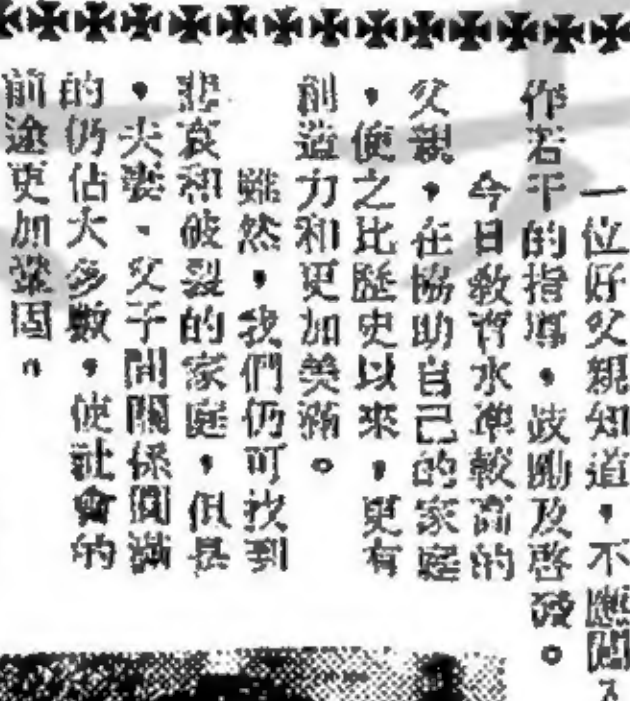 一位好父親知道，不應問
作若干的指導，鼓勵及啓發。
今日教育水準較高的
父親，在協助自己的家庭
，使之比歷史以來，更有
創造力和更加美滿。
雖然，我們仍可找到
悲哀和破裂的家庭，但是
，夫妻、父子間關係圓滿
的仍佔大多數，使社會的
前途更加鞏固。